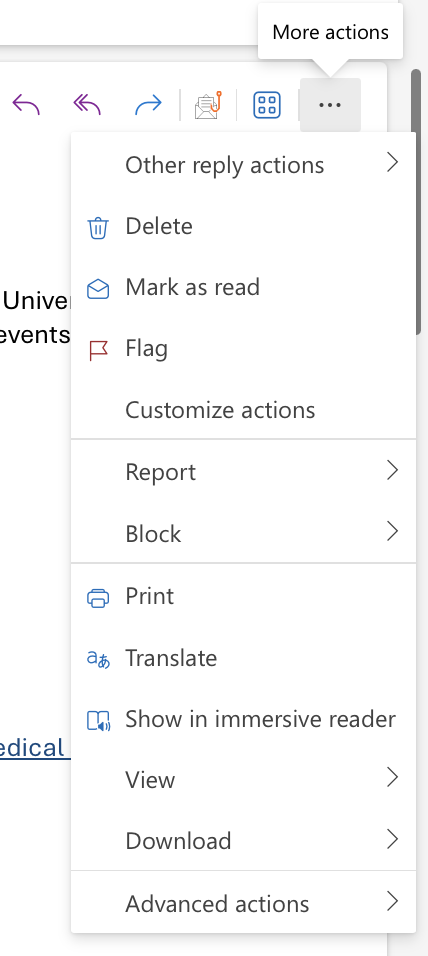 More actions
Other reply actions
Delete
Mark as read
Flag
Customize actions
Report
Block
Print
Translate
Show in immersive reader
View
Download
Advanced actions
events